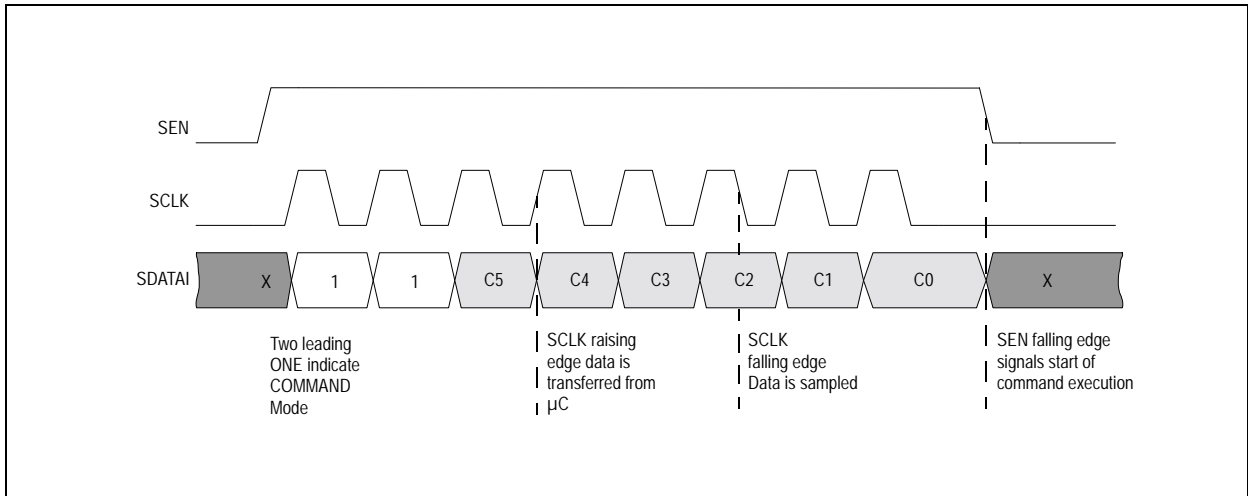 SEN
SCLK
SDATAI
X 1 1 C5 C4 C3 C2 C1 C0 X
Two leading
ONE indicate
COMMAND
Mode
SCLK raising
edge data is
transferred from
µC
SCLK
falling edge
Data is sampled
SEN falling edge
signals start of
command execution